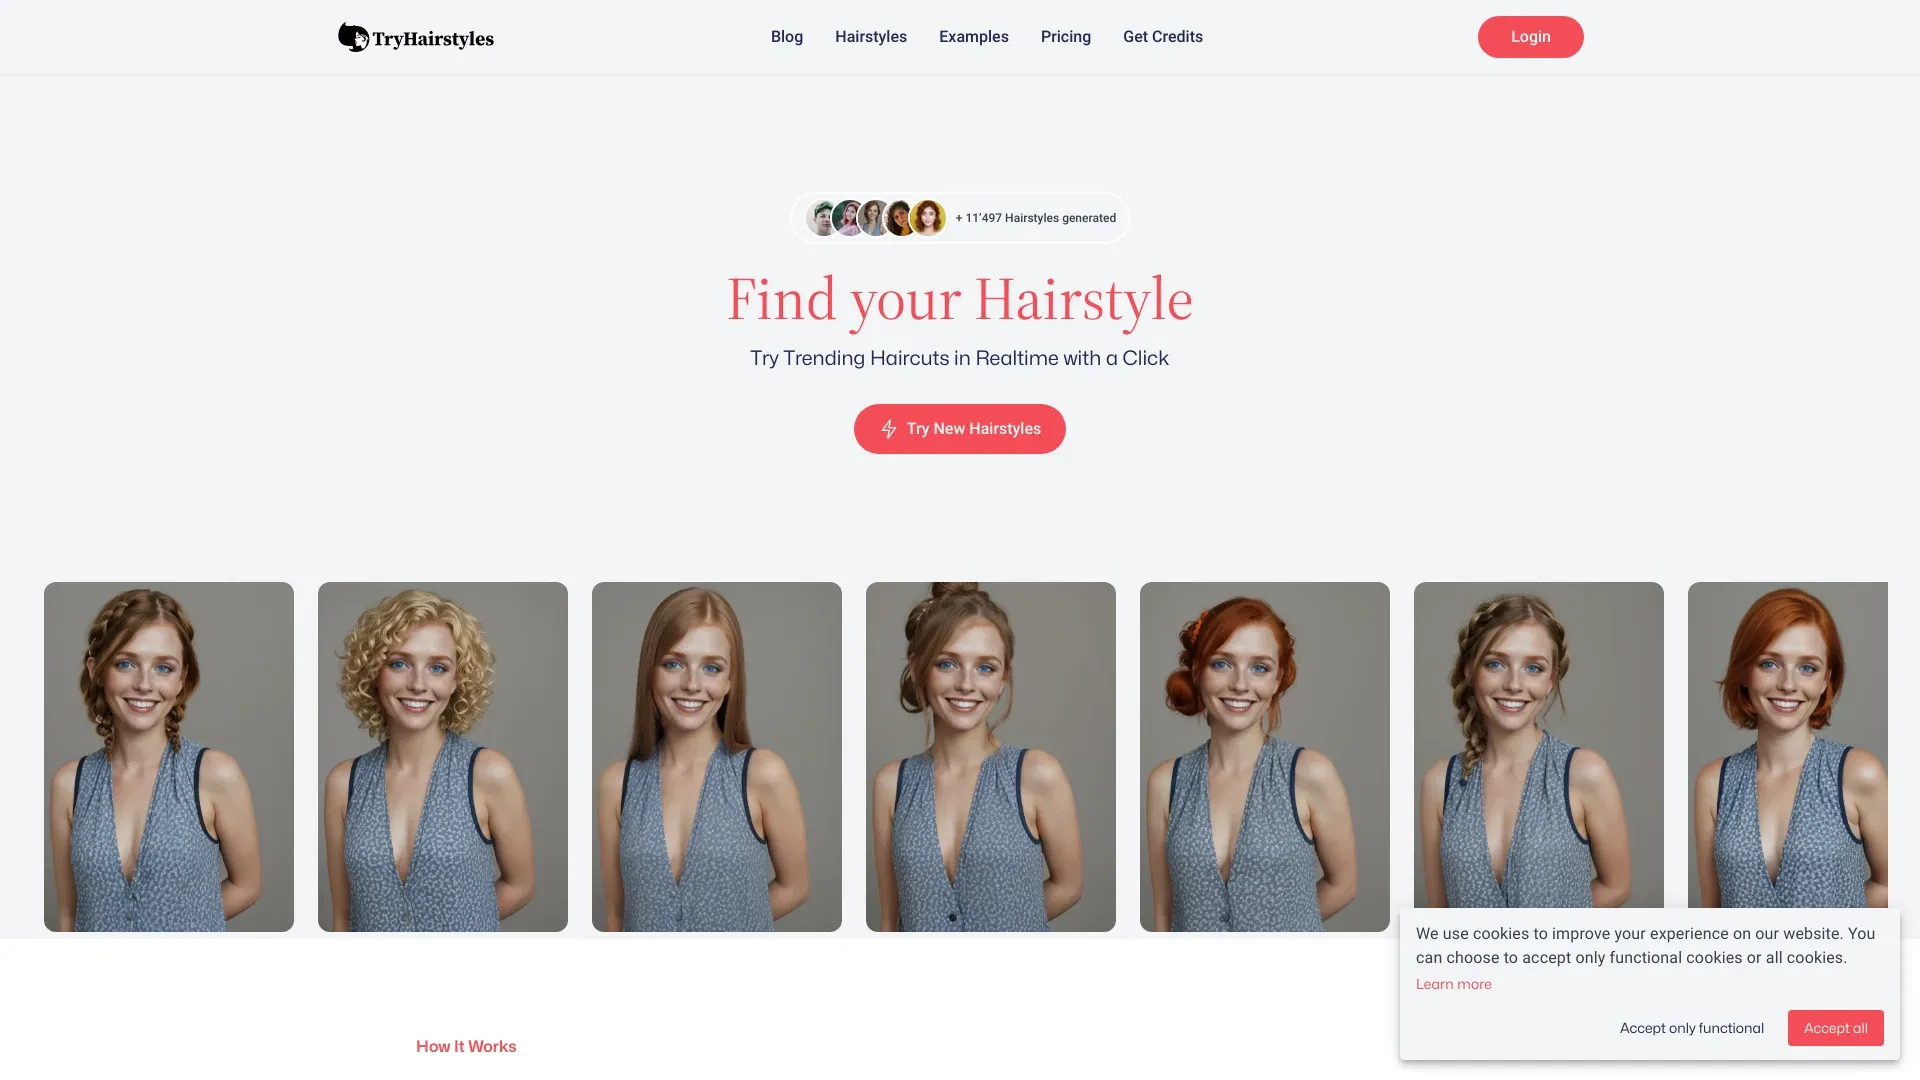 TryHairstyles
Blog
Hairstyles
Examples
Pricing
Get Credits
Login
+ 11’497 Hairstyles generated
Find your Hairstyle
Try Trending Haircuts in Realtime with a Click
Try New Hairstyles
We use cookies to improve your experience on our website. You
can choose to accept only functional cookies or all cookies.
Learn more
Accept only functional
Accept all
How It Works